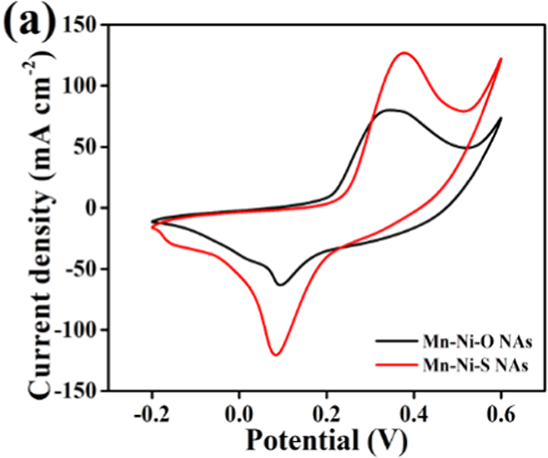 (a)
Current density (mA cm-2)
150
100
50
0
-50
-100
-150
Mn-Ni-O NAs
Mn-Ni-S NAs
-0.2
0.0
0.2
0.4
0.6
Potential (V)